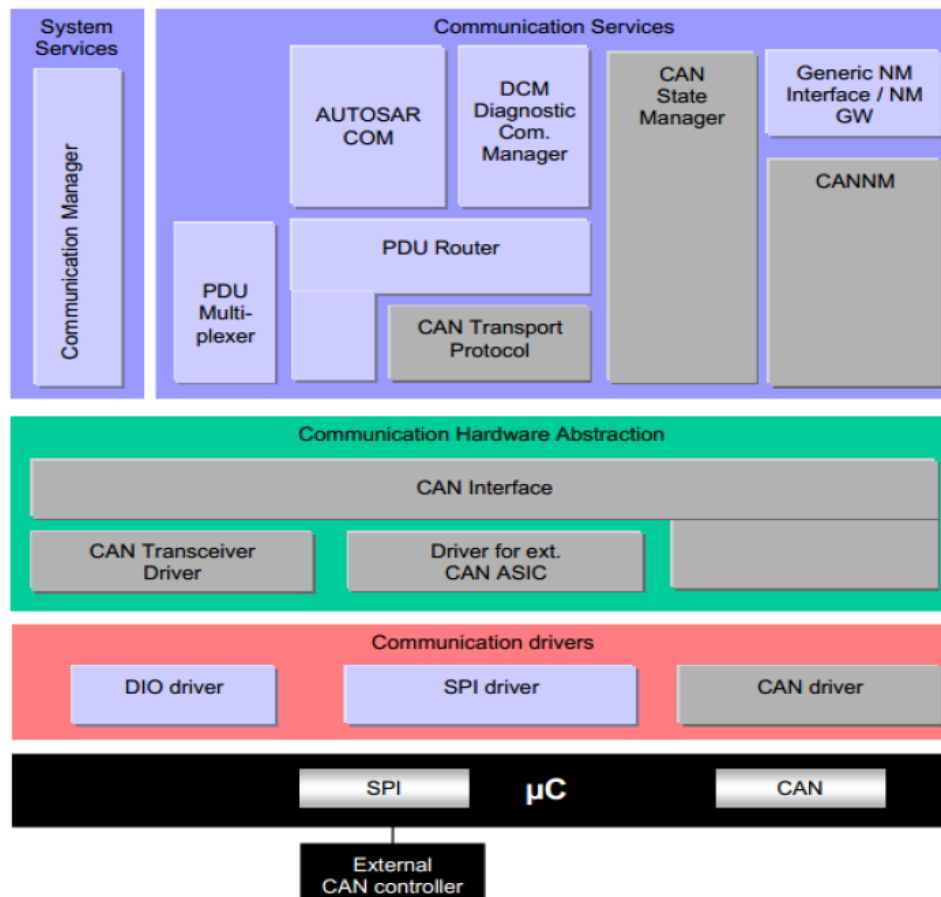 System
Services
Communication Manager
Communication Services
AUTOSAR
COM
DCM
Diagnostic
Com.
Manager
CAN
State
Manager
Generic NM
Interface / NM
GW
CANNM
PDU Router
PDU
Multi-
plexer
CAN Transport
Protocol
Communication Hardware Abstraction
CAN Interface
CAN Transceiver
Driver
Driver for ext.
CAN ASIC
Communication drivers
DIO driver
SPI driver
CAN driver
SPI
µC
CAN
External
CAN controller